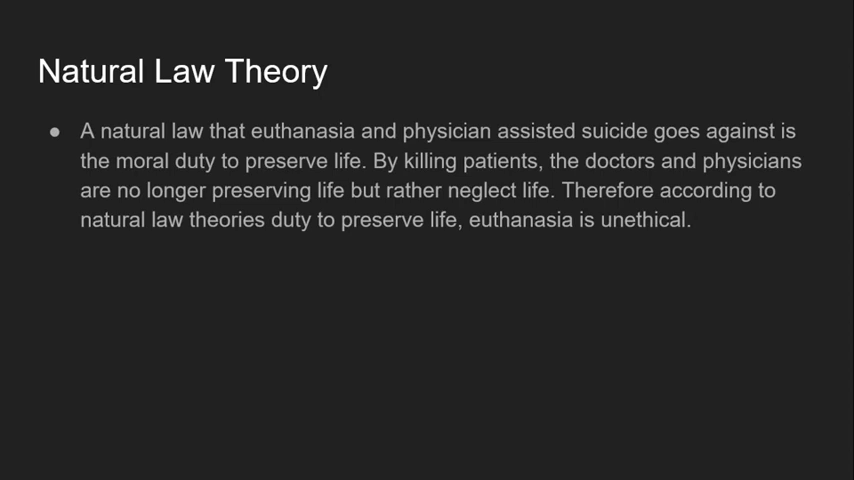 Natural Law Theory
● A natural law that euthanasia and physician assisted suicide goes against is
the moral duty to preserve life. By killing patients, the doctors and physicians
are no longer preserving life but rather neglect life. Therefore according to
natural law theories duty to preserve life, euthanasia is unethical.